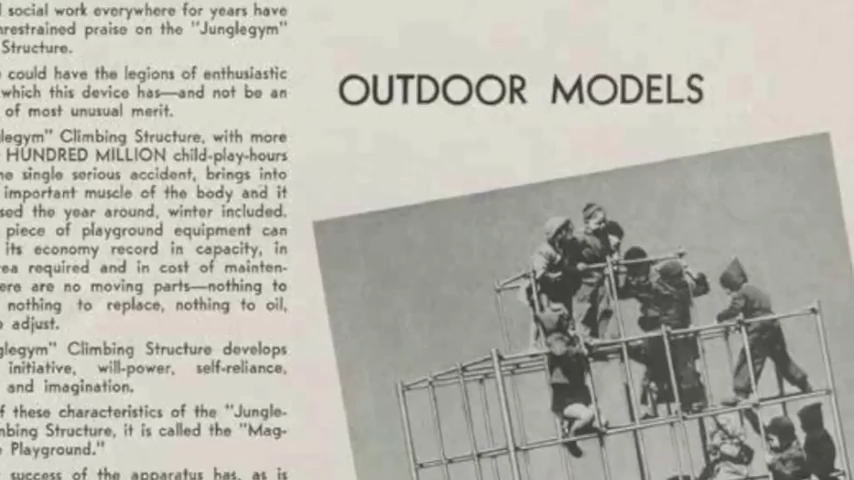 social work everywhere for years have
nrestrained praise on the "Junglegym"
Structure.
could have the legions of enthusiastic
which this device has—and not be an
of most unusual merit.
legym" Climbing Structure, with more
HUNDRED MILLION child-play-hours
ne single serious accident, brings into
important muscle of the body and it
sed the year around, winter included.
piece of playground equipment can
its economy record in capacity, in
ea required and in cost of mainten-
ere are no moving parts—nothing to
nothing to replace, nothing to oil,
adjust.
glegym" Climbing Structure develops
initiative, will-power, self-reliance,
and imagination.
f these characteristics of the "Jungle-
mbing Structure, it is called the "Mag-
Playground."
success of the apparatus has, as is
OUTDOOR MODELS